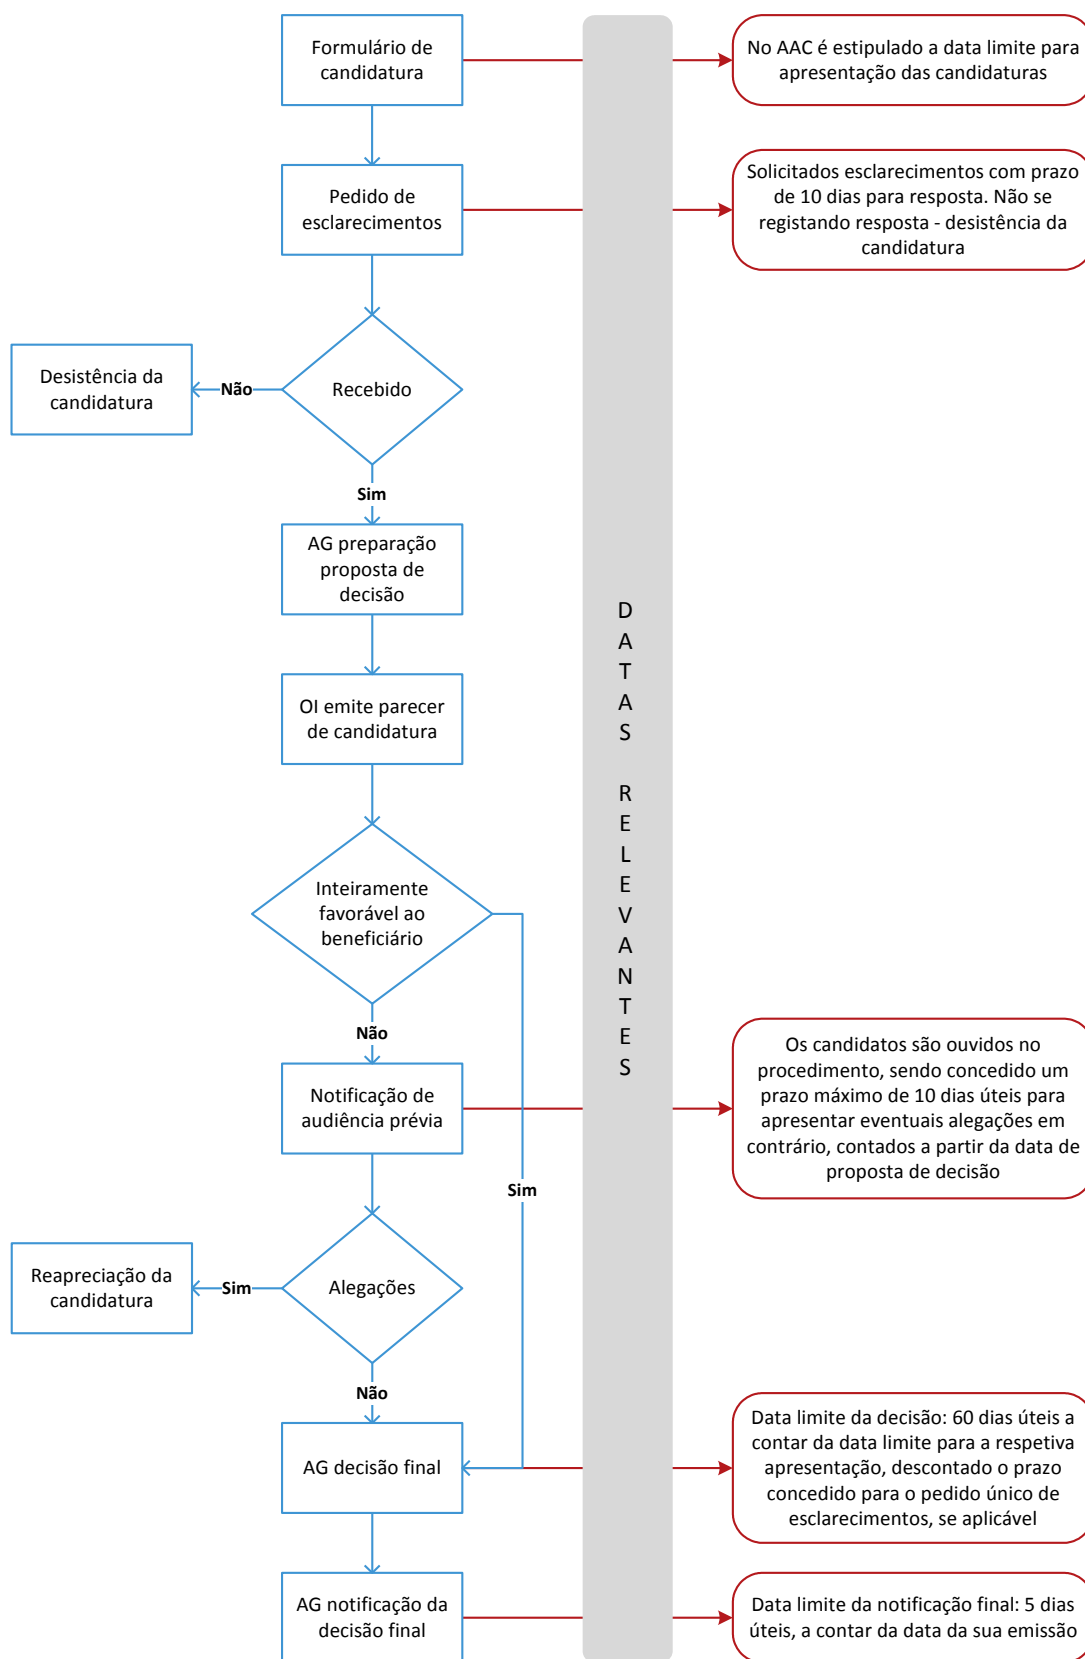 Formulário de
candidatura
No AAC é estipulado a data limite para
apresentação das candidaturas
Pedido de
esclarecimentos
Solicitados esclarecimentos com prazo
de 10 dias para resposta. Não se
registando resposta - desistência da
candidatura
Desistência da
candidatura
Não
Recebido
Sim
AG preparação
proposta de
decisão
OI emite parecer
de candidatura
DATAS RELEVANTES
Inteiramente
favorável ao
beneficiário
Não
Notificação de
audiência prévia
Os candidatos são ouvidos no
procedimento, sendo concedido um
prazo máximo de 10 dias úteis para
apresentar eventuais alegações em
contrário, contados a partir da data de
proposta de decisão
Sim
Reapreciação da
candidatura
Sim
Alegações
Não
AG decisão final
Data limite da decisão: 60 dias úteis a
contar da data limite para a respetiva
apresentação, descontado o prazo
concedido para o pedido único de
esclarecimentos, se aplicável
AG notificação da
decisão final
Data limite da notificação final: 5 dias
úteis, a contar da data da sua emissão